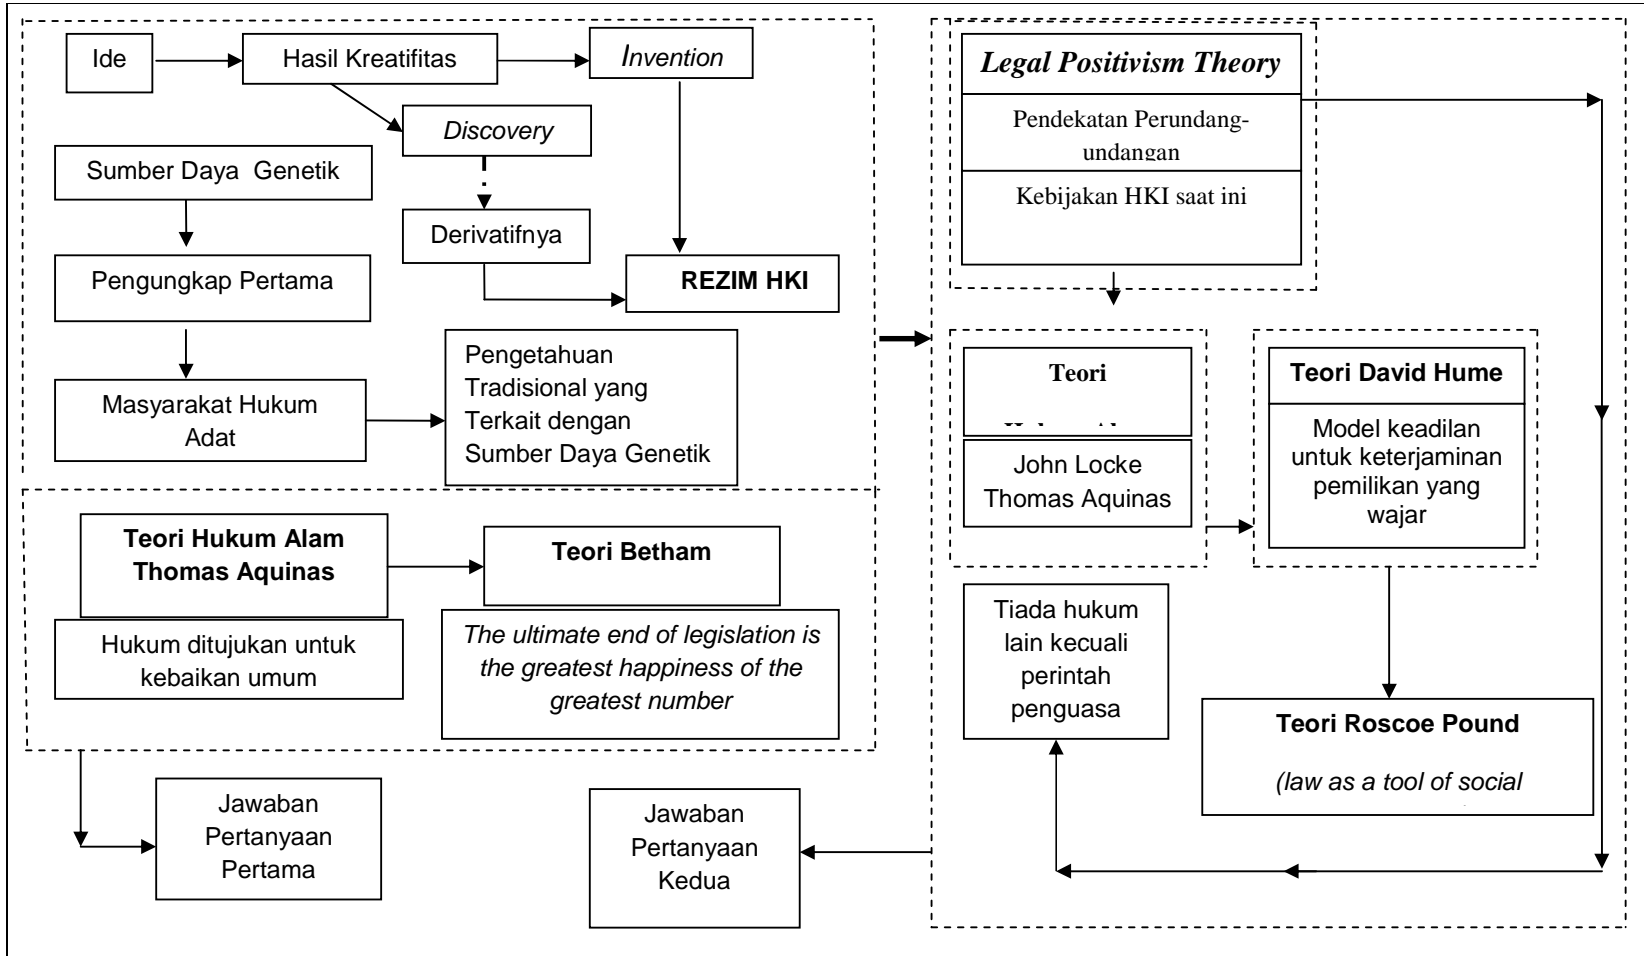 Ide
Hasil Kreatifitas
Invention
Discovery
Sumber Daya  Genetik
Derivatifnya
Pengungkap Pertama
REZIM HKI
Masyarakat Hukum
Adat
Pengetahuan
Tradisional yang
Terkait dengan
Sumber Daya Genetik
Teori Hukum Alam
Thomas Aquinas
Hukum ditujukan untuk
kebaikan umum
Teori Betham
The ultimate end of legislation is
the greatest happiness of the
greatest number
Jawaban
Pertanyaan
Pertama
Jawaban
Pertanyaan
Kedua
Legal Positivism Theory
Pendekatan Perundang-
undangan
Kebijakan HKI saat ini
Teori
John Locke
Thomas Aquinas
Teori David Hume
Model keadilan
untuk keterjaminan
pemilikan yang
wajar
Tiada hukum
lain kecuali
perintah
penguasa
Teori Roscoe Pound
(law as a tool of social